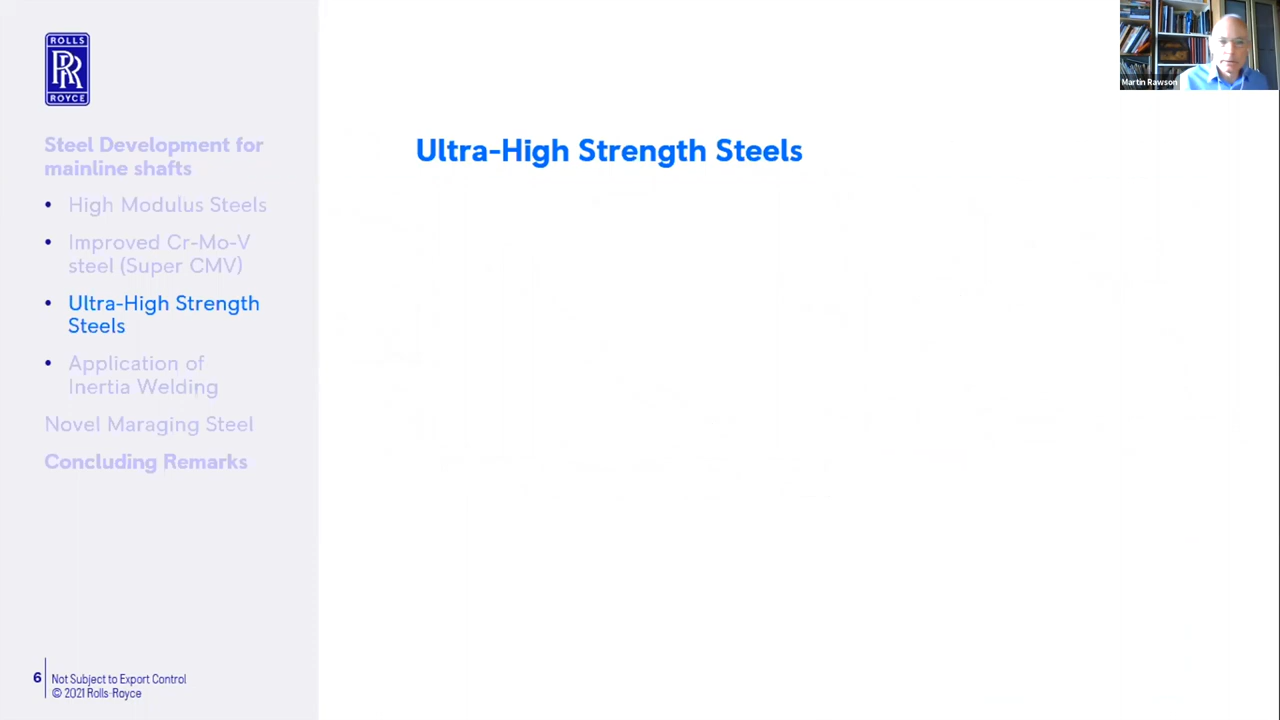 ROLLS
RR
ROYCE
Steel Development for
mainline shafts
• High Modulus Steels
• Improved Cr-Mo-V
steel (Super CMV)
• Ultra-High Strength
Steels
• Application of
Inertia Welding
Novel Maraging Steel
Concluding Remarks
6
Not Subject to Export Control
© 2021 Rolls-Royce
Ultra-High Strength Steels
Martin Rawson